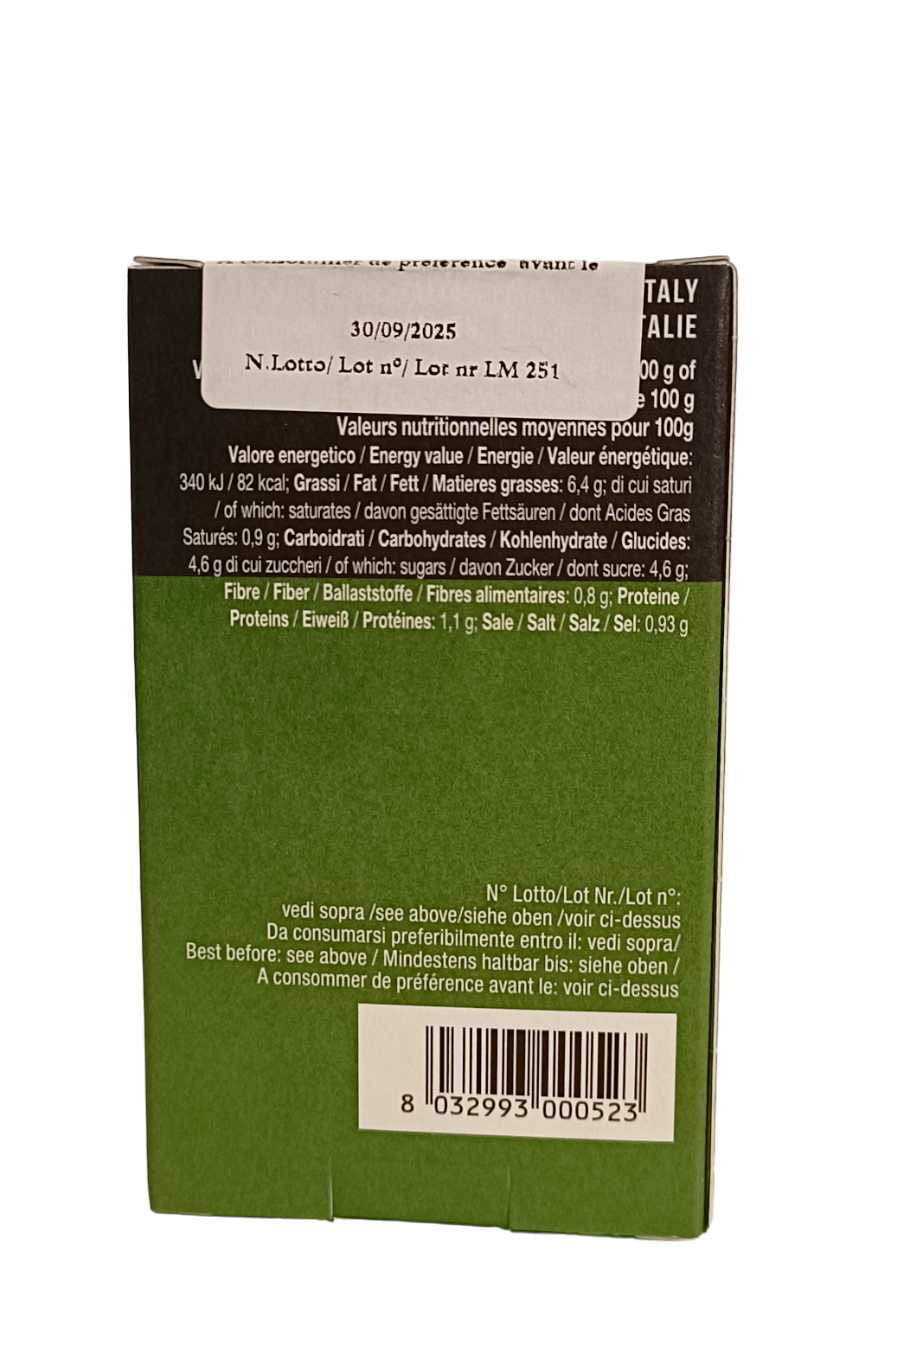 A consommer de préférence avant le
30/09/2025
N.Lotto/ Lot n°/ Lot nr LM 251
TALY
TALIE
00 g of
e 100 g
Valeurs nutritionnelles moyennes pour 100g
Valore energetico / Energy value / Energie / Valeur énergétique:
340 kJ / 82 kcal; Grassi / Fat / Fett / Matieres grasses: 6,4 g; di cui saturi
/ of which: saturates / davon gesättigte Fettsäuren / dont Acides Gras
Saturés: 0,9 g; Carboidrati / Carbohydrates / Kohlenhydrate / Glucides:
4,6 g di cui zuccheri / of which: sugars / davon Zucker / dont sucre: 4,6 g;
Fibre / Fiber / Ballaststoffe / Fibres alimentaires: 0,8 g; Proteine /
Proteins / Eiweiß / Protéines: 1,1 g; Sale / Salt / Salz / Sel: 0,93 g
N° Lotto/Lot Nr./Lot n°:
vedi sopra /see above/siehe oben /voir ci-dessus
Da consumarsi preferibilmente entro il: vedi sopra/
Best before: see above / Mindestens haltbar bis: siehe oben /
A consommer de préférence avant le: voir ci-dessus
8 032993 000523